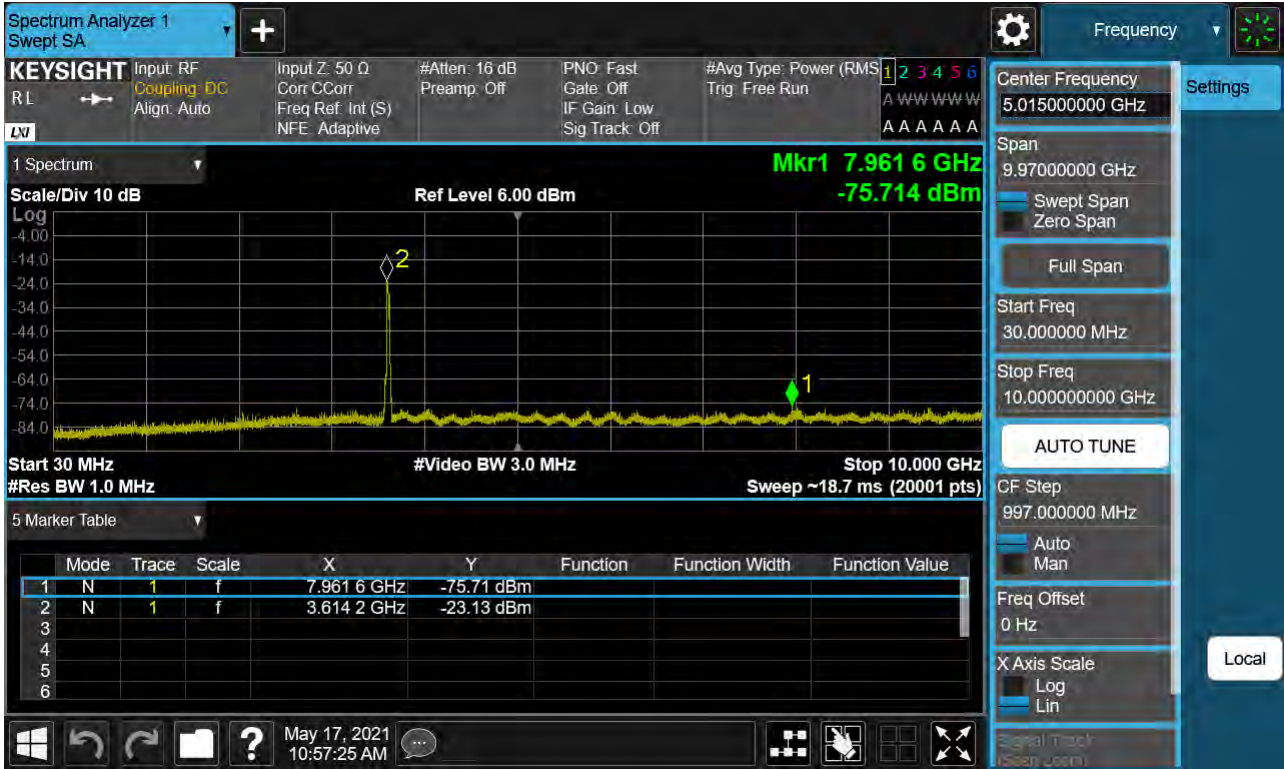 Spectrum Analyzer 1
Swept SA
Frequency
KEYSIGHT
R L
LXI
Input: RF
Coupling: DC
Align: Auto
Input Z: 50 Ω
Corr CCorr
Freq Ref: Int (S)
NFE: Adaptive
#Atten: 16 dB
Preamp: Off
PNO: Fast
Gate: Off
IF Gain: Low
Sig Track: Off
#Avg Type: Power (RMS
Trig: Free Run
1 2 3 4 5 6
A W W W W W
A A A A A A
1 Spectrum
Mkr1 7.961 6 GHz
-75.714 dBm
Scale/Div 10 dB
Ref Level 6.00 dBm
Log
-4.00
-14.0
-24.0
-34.0
-44.0
-54.0
-64.0
-74.0
-84.0
2
1
Start 30 MHz
#Video BW 3.0 MHz
Stop 10.000 GHz
#Res BW 1.0 MHz
Sweep ~18.7 ms (20001 pts)
5 Marker Table
Mode Trace Scale X Y Function Function Width Function Value
1 N 1 f 7.961 6 GHz -75.71 dBm
2 N 1 f 3.614 2 GHz -23.13 dBm
3
4
5
6
May 17, 2021
10:57:25 AM
Center Frequency
5.015000000 GHz
Span
9.97000000 GHz
Swept Span
Zero Span
Full Span
Start Freq
30.000000 MHz
Stop Freq
10.000000000 GHz
AUTO TUNE
CF Step
997.000000 MHz
Auto
Man
Freq Offset
0 Hz
X Axis Scale
Log
Lin
Signal Track
(Span Zoom)
Settings
Local